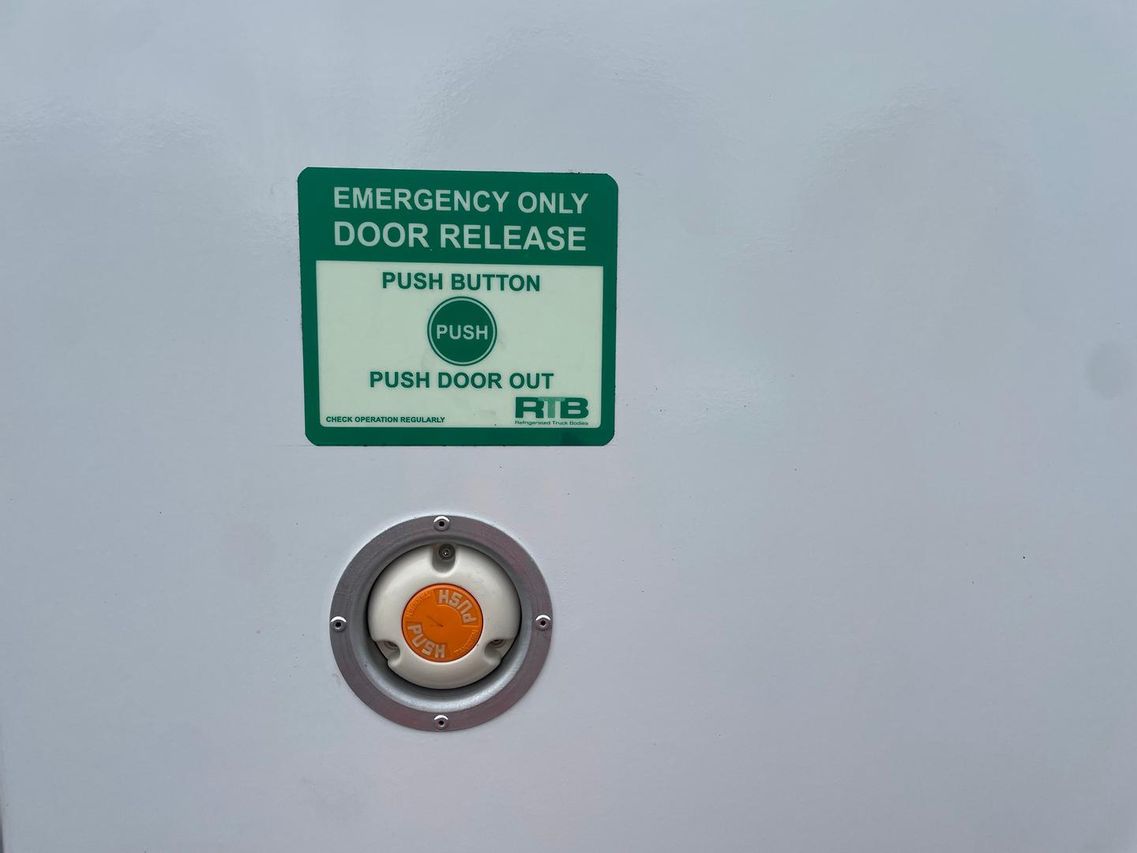 EMERGENCY ONLY
DOOR RELEASE
PUSH BUTTON
PUSH
PUSH DOOR OUT
CHECK OPERATION REGULARLY
RTB
Refrigerated Truck Bodies
PUSH
PUSH